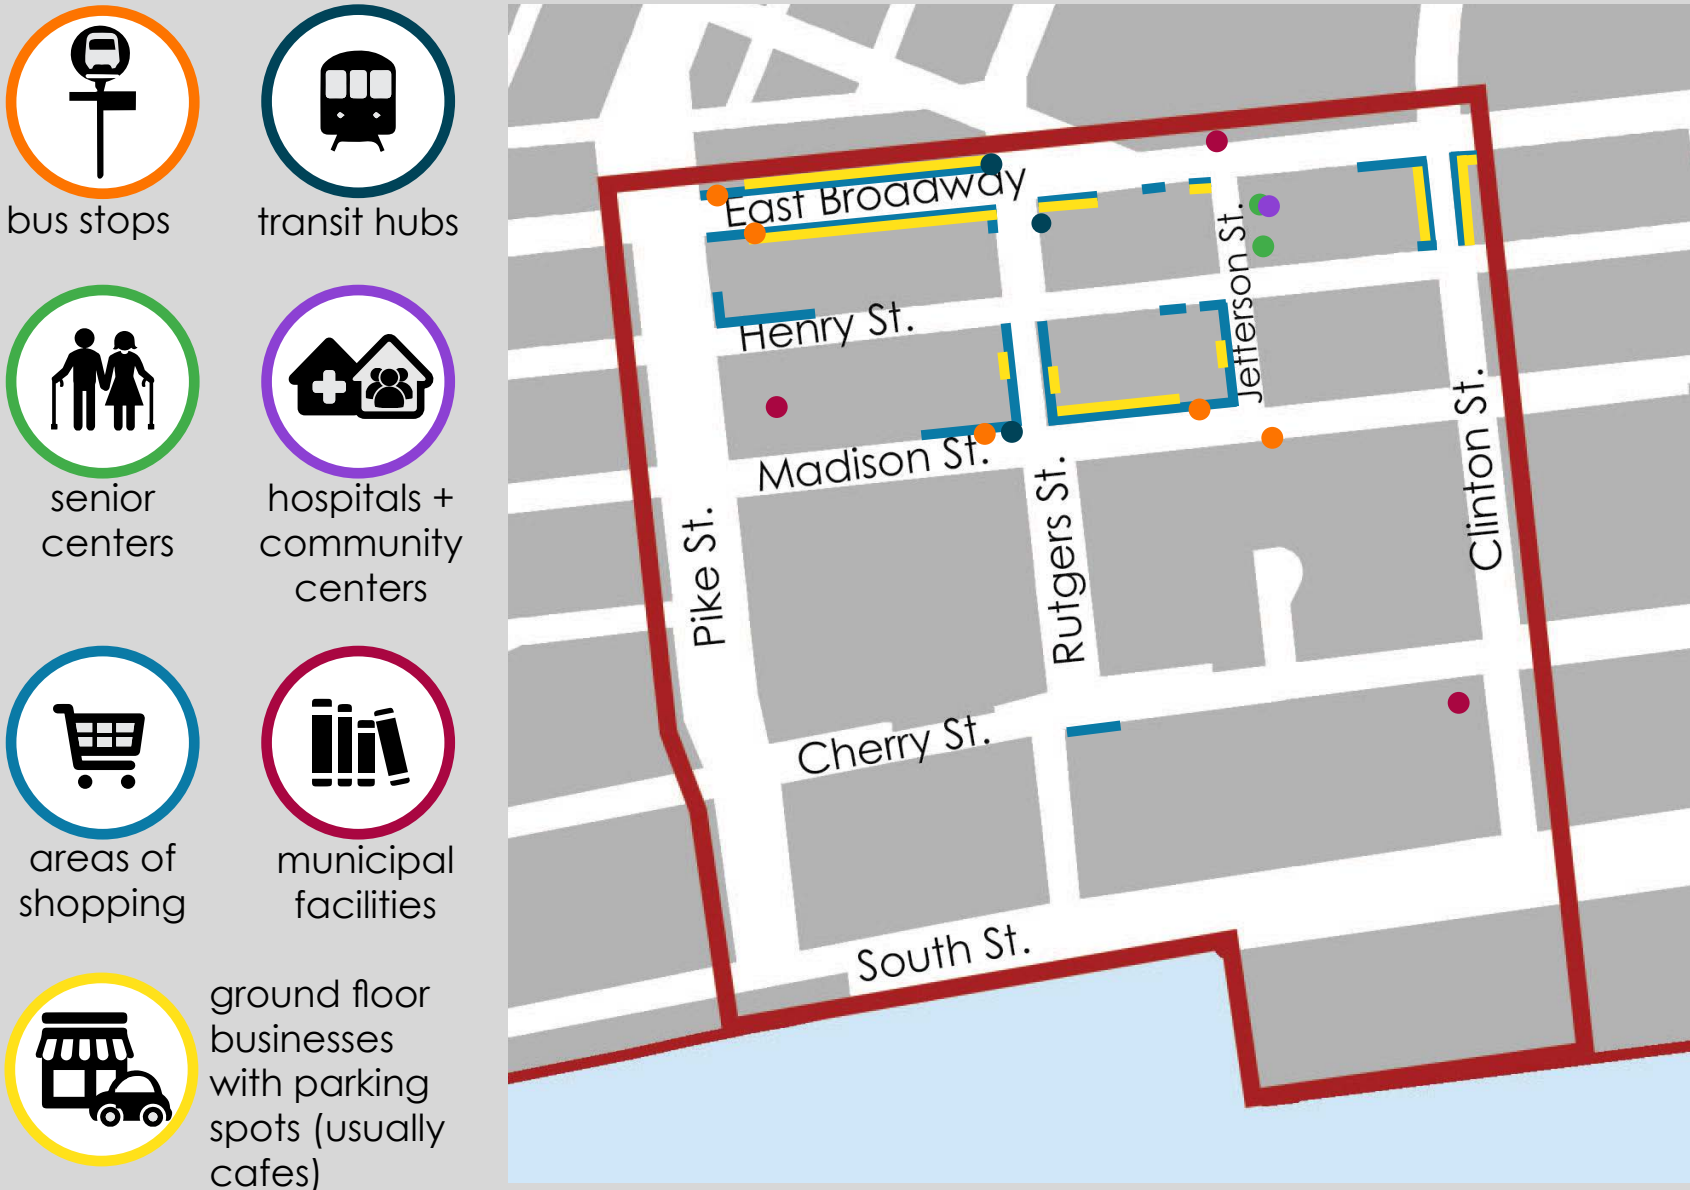 bus stops
transit hubs
senior
centers
hospitals +
community
centers
areas of
shopping
municipal
facilities
ground floor
businesses
with parking
spots (usually
cafes)
East Broadway
Henry St.
Jefferson St.
Madison St.
Pike St.
Rutgers St.
Clinton St.
Cherry St.
South St.